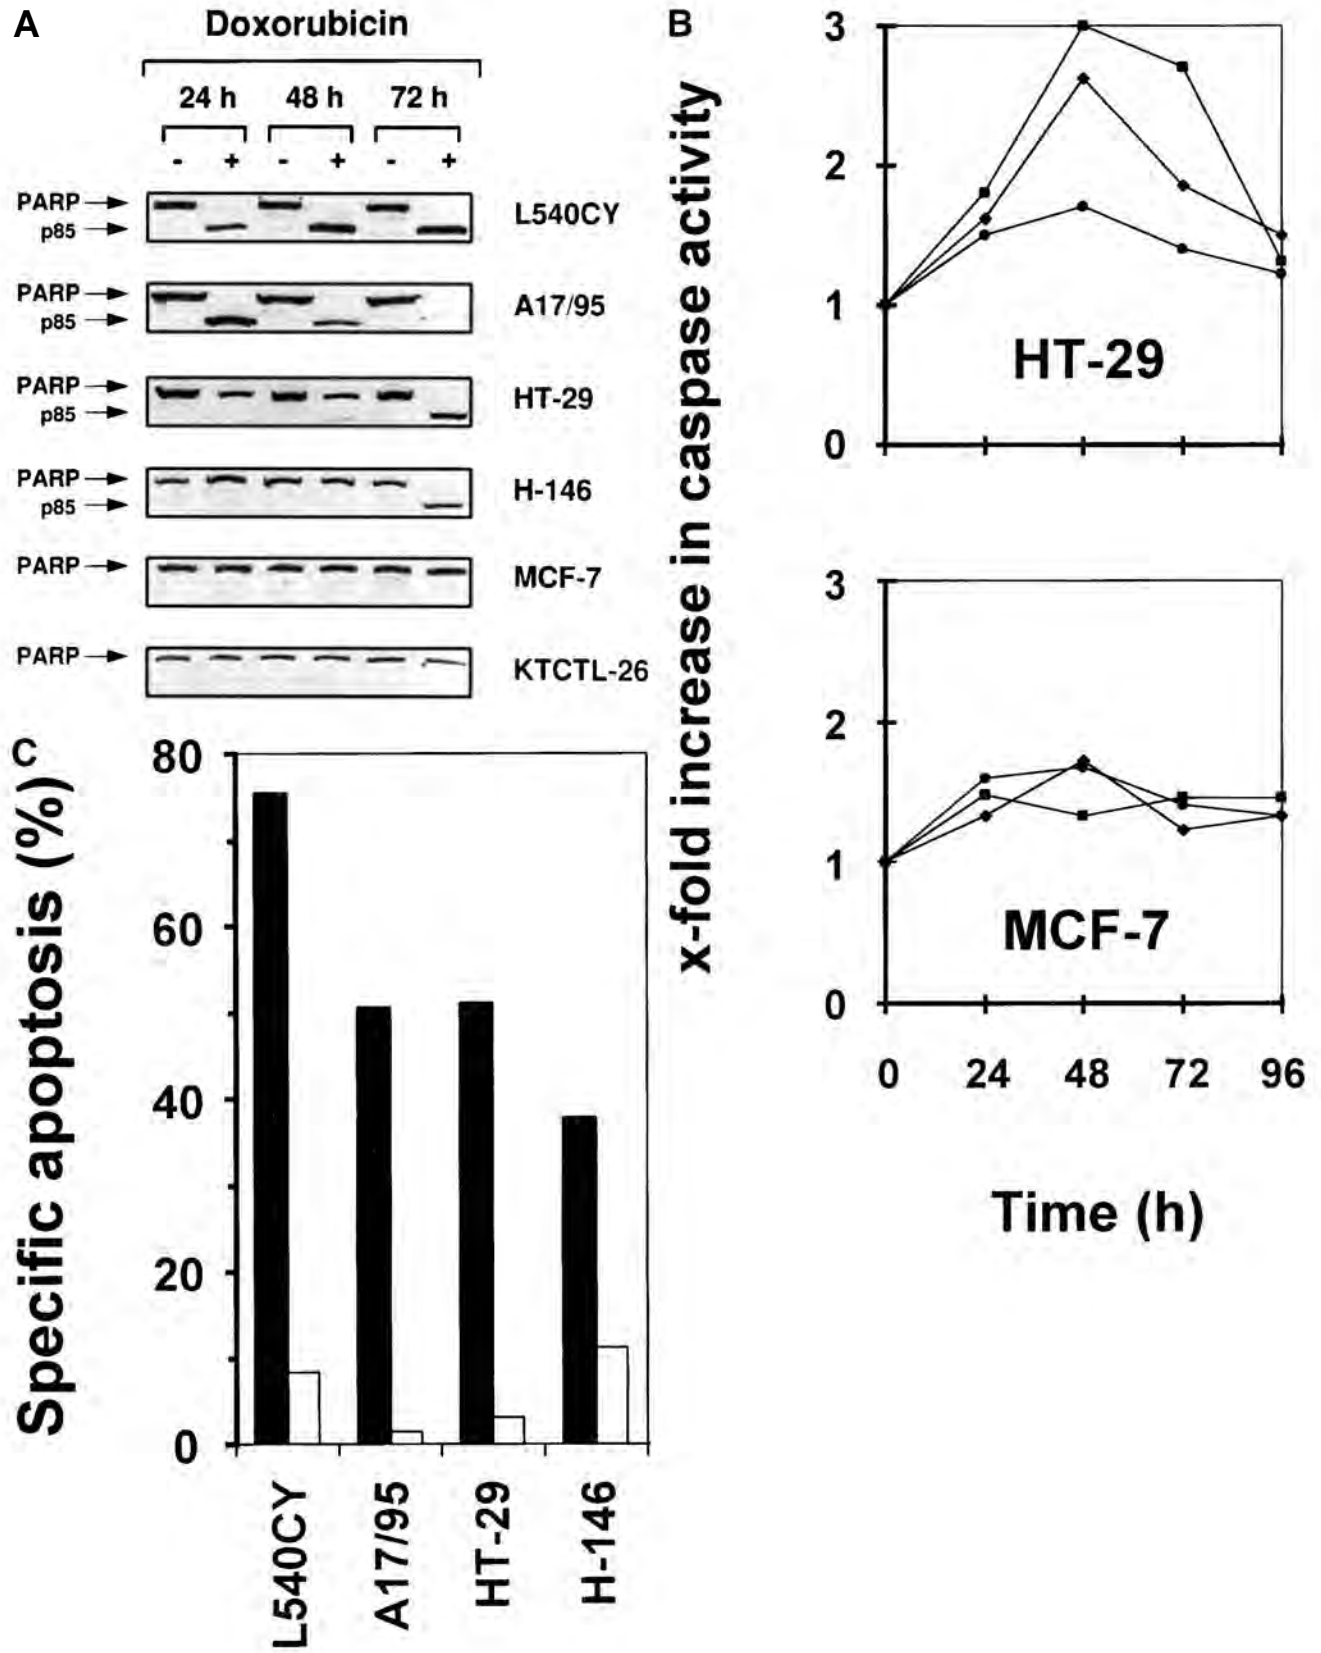 A
Doxorubicin
24 h 48 h 72 h
- + - + - +
PARP
p85
L540CY
PARP
p85
A17/95
PARP
p85
HT-29
PARP
p85
H-146
PARP
MCF-7
PARP
KTCTL-26
B
x-fold increase in caspase activity
3
2
1
0
HT-29
3
2
1
0
MCF-7
0 24 48 72 96
Time (h)
C
Specific apoptosis (%)
80
60
40
20
0
L540CY
A17/95
HT-29
H-146